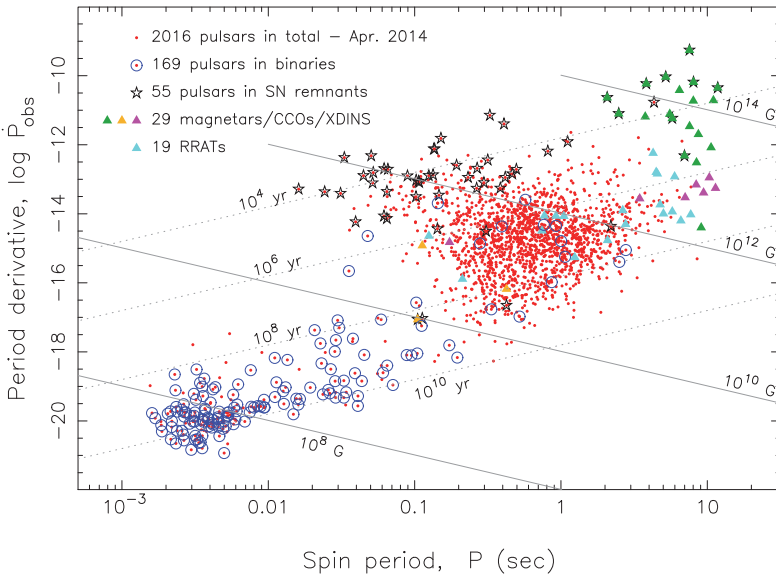 2016 pulsars in total – Apr. 2014
169 pulsars in binaries
55 pulsars in SN remnants
29 magnetars/CCOs/XDINS
19 RRATs
Period derivative, log Ṗobs
−10
−12
−14
−16
−18
−20
10^4 yr
10^6 yr
10^8 yr
10^10 yr
10^14 G
10^12 G
10^10 G
10^8 G
10^−3
0.01
0.1
1
10
Spin period, P (sec)